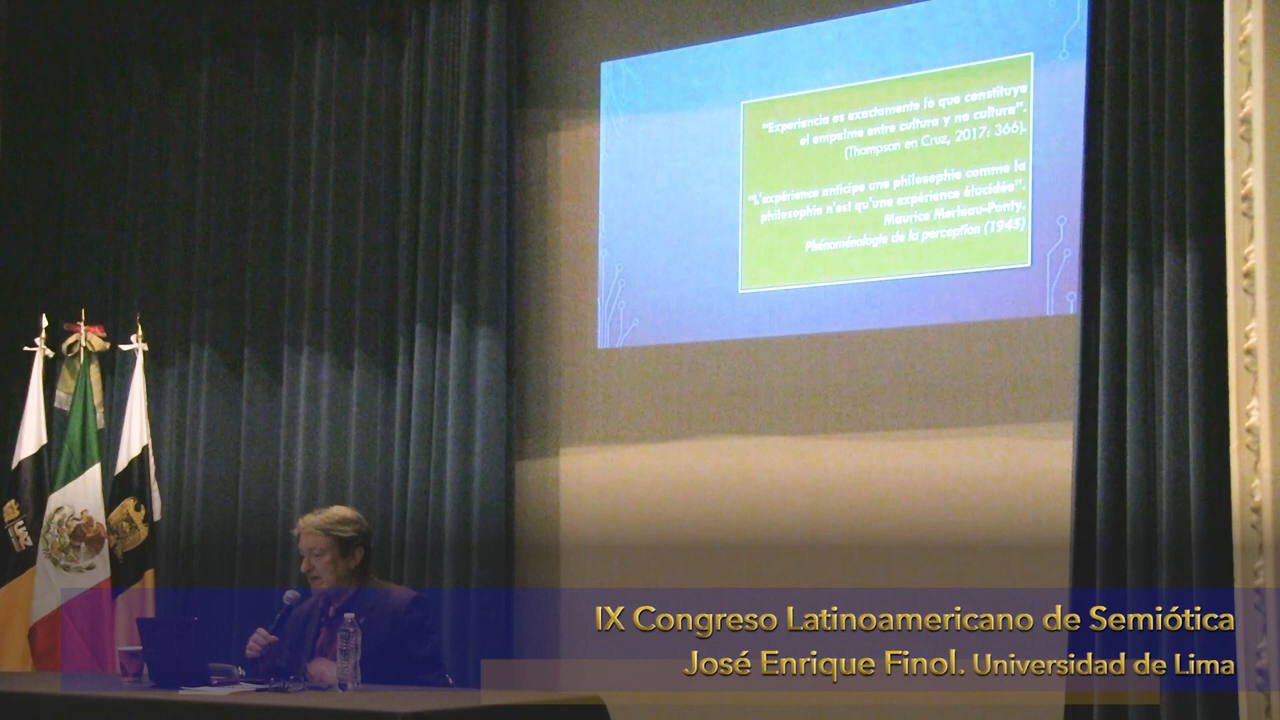 "Experiencia es exactamente lo que constituye
el empalme entre cultura y no cultura".
(Thompson en Cruz, 2017: 366).
"L'expérience anticipe une philosophie comme la
philosophie n'est qu'une expérience élucidée".
Maurice Merleau-Ponty.
Phénoménologie de la perception (1945)
IX Congreso Latinoamericano de Semiótica
José Enrique Finol. Universidad de Lima